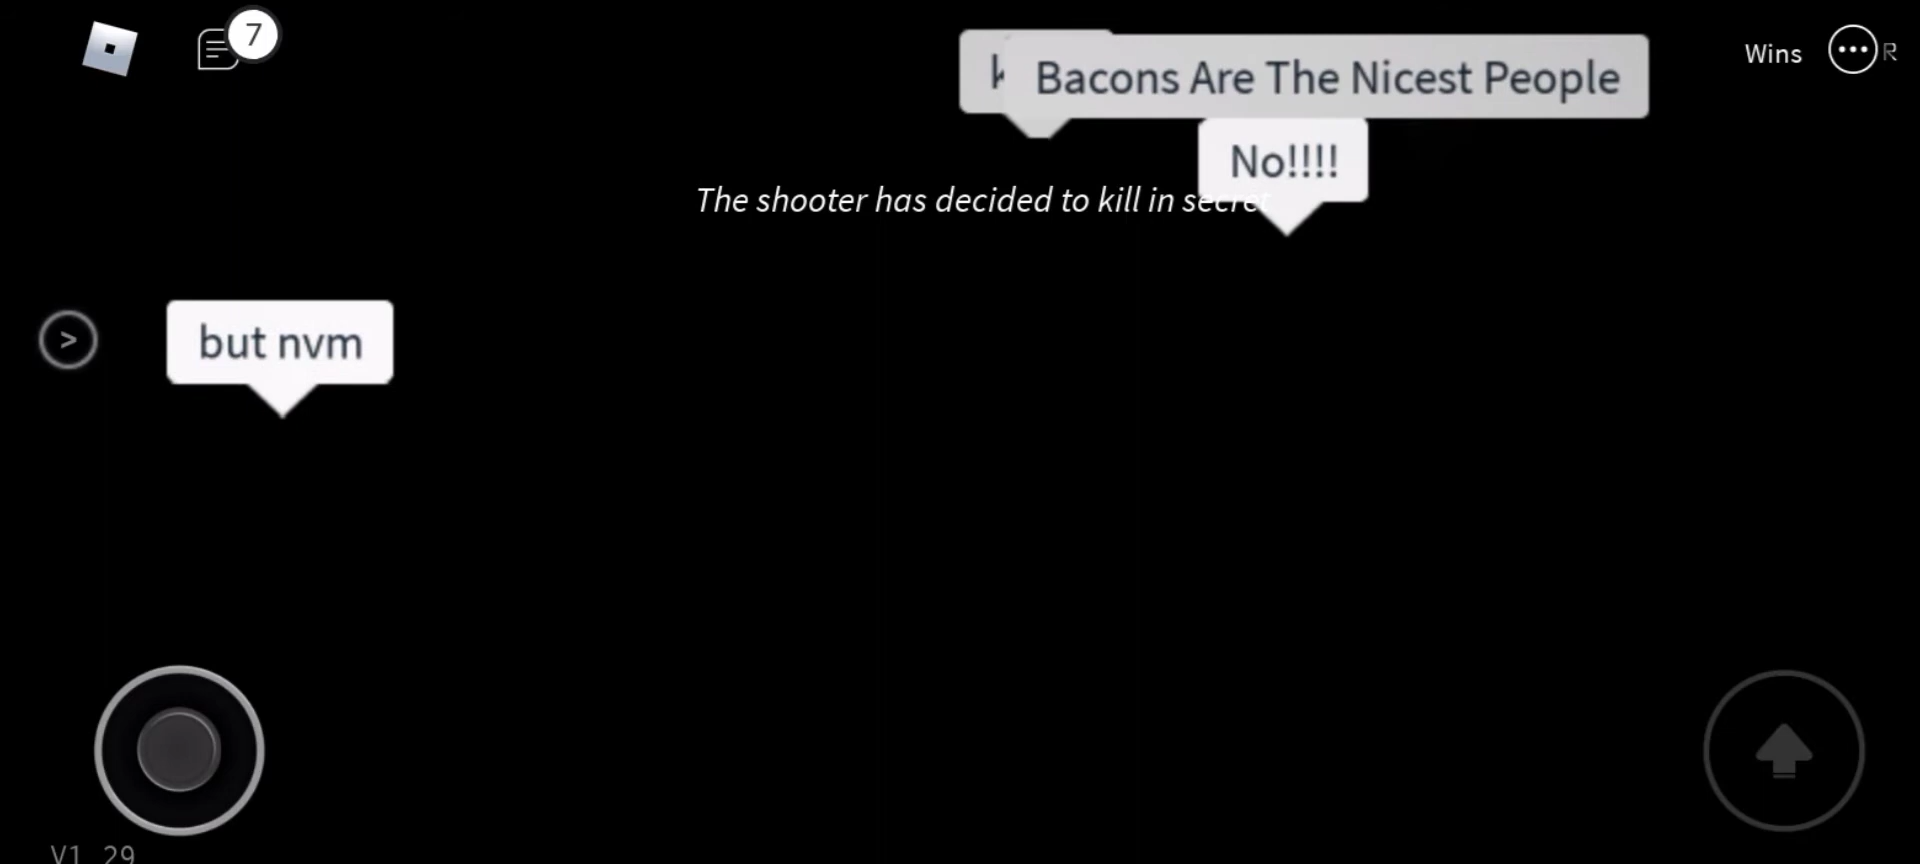 7
Bacons Are The Nicest People
Wins
R
No!!!!
The shooter has decided to kill in secret
>
but nvm
V1 29